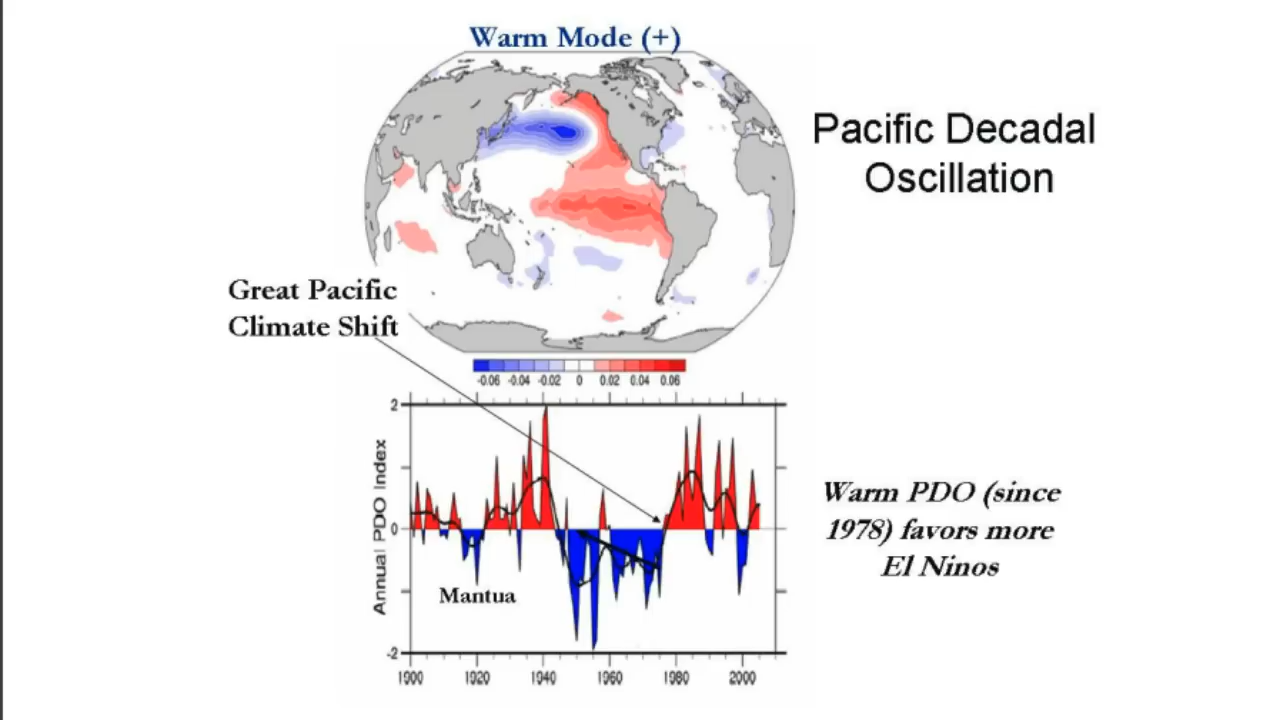 Warm Mode (+)
Pacific Decadal
Oscillation
Great Pacific
Climate Shift
-0.06 -0.04 -0.02 0 0.02 0.04 0.06
Annual PDO Index
2
0
-2
Mantua
1900 1920 1940 1960 1980 2000
Warm PDO (since
1978) favors more
El Ninos